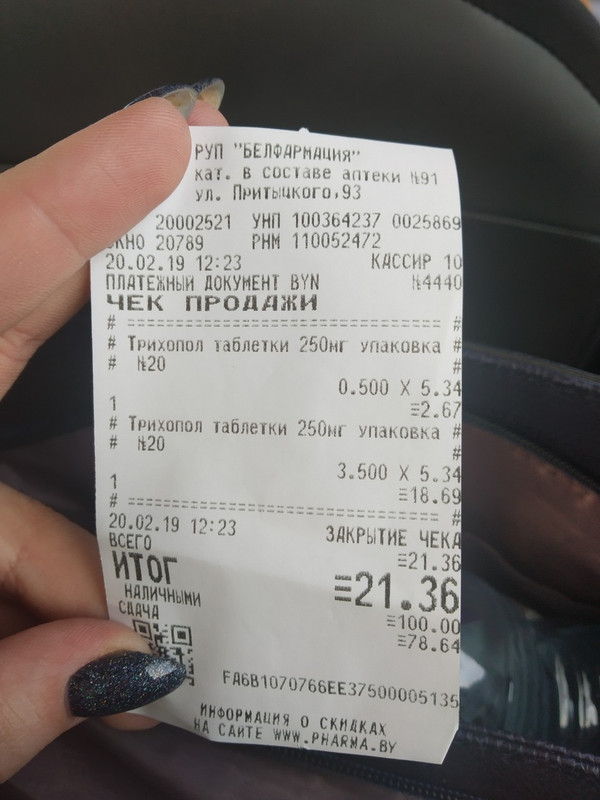 РУП "БЕЛФАРМАЦИЯ"
кат. в составе аптеки №91
ул. Притыцкого,93
20002521 УНП 100364237 0025869
20789 РНМ 110052472
20.02.19 12:23 КАССИР 10
ПЛАТЕЖНЫЙ ДОКУМЕНТ BYN №4440
ЧЕК ПРОДАЖИ
# ================================ #
# Трихопол таблетки 250мг упаковка #
# №20 #
0.500 X 5.34
1 =2.67
# Трихопол таблетки 250мг упаковка #
# №20 #
3.500 X 5.34
1 =18.69
# ================================ #
20.02.19 12:23 ЗАКРЫТИЕ ЧЕКА
ВСЕГО =21.36
ИТОГ =21.36
НАЛИЧНЫМИ =100.00
СДАЧА =78.64
FA6B1070766EE37500005135
ИНФОРМАЦИЯ О СКИДКАХ
НА САЙТЕ WWW.PHARMA.BY